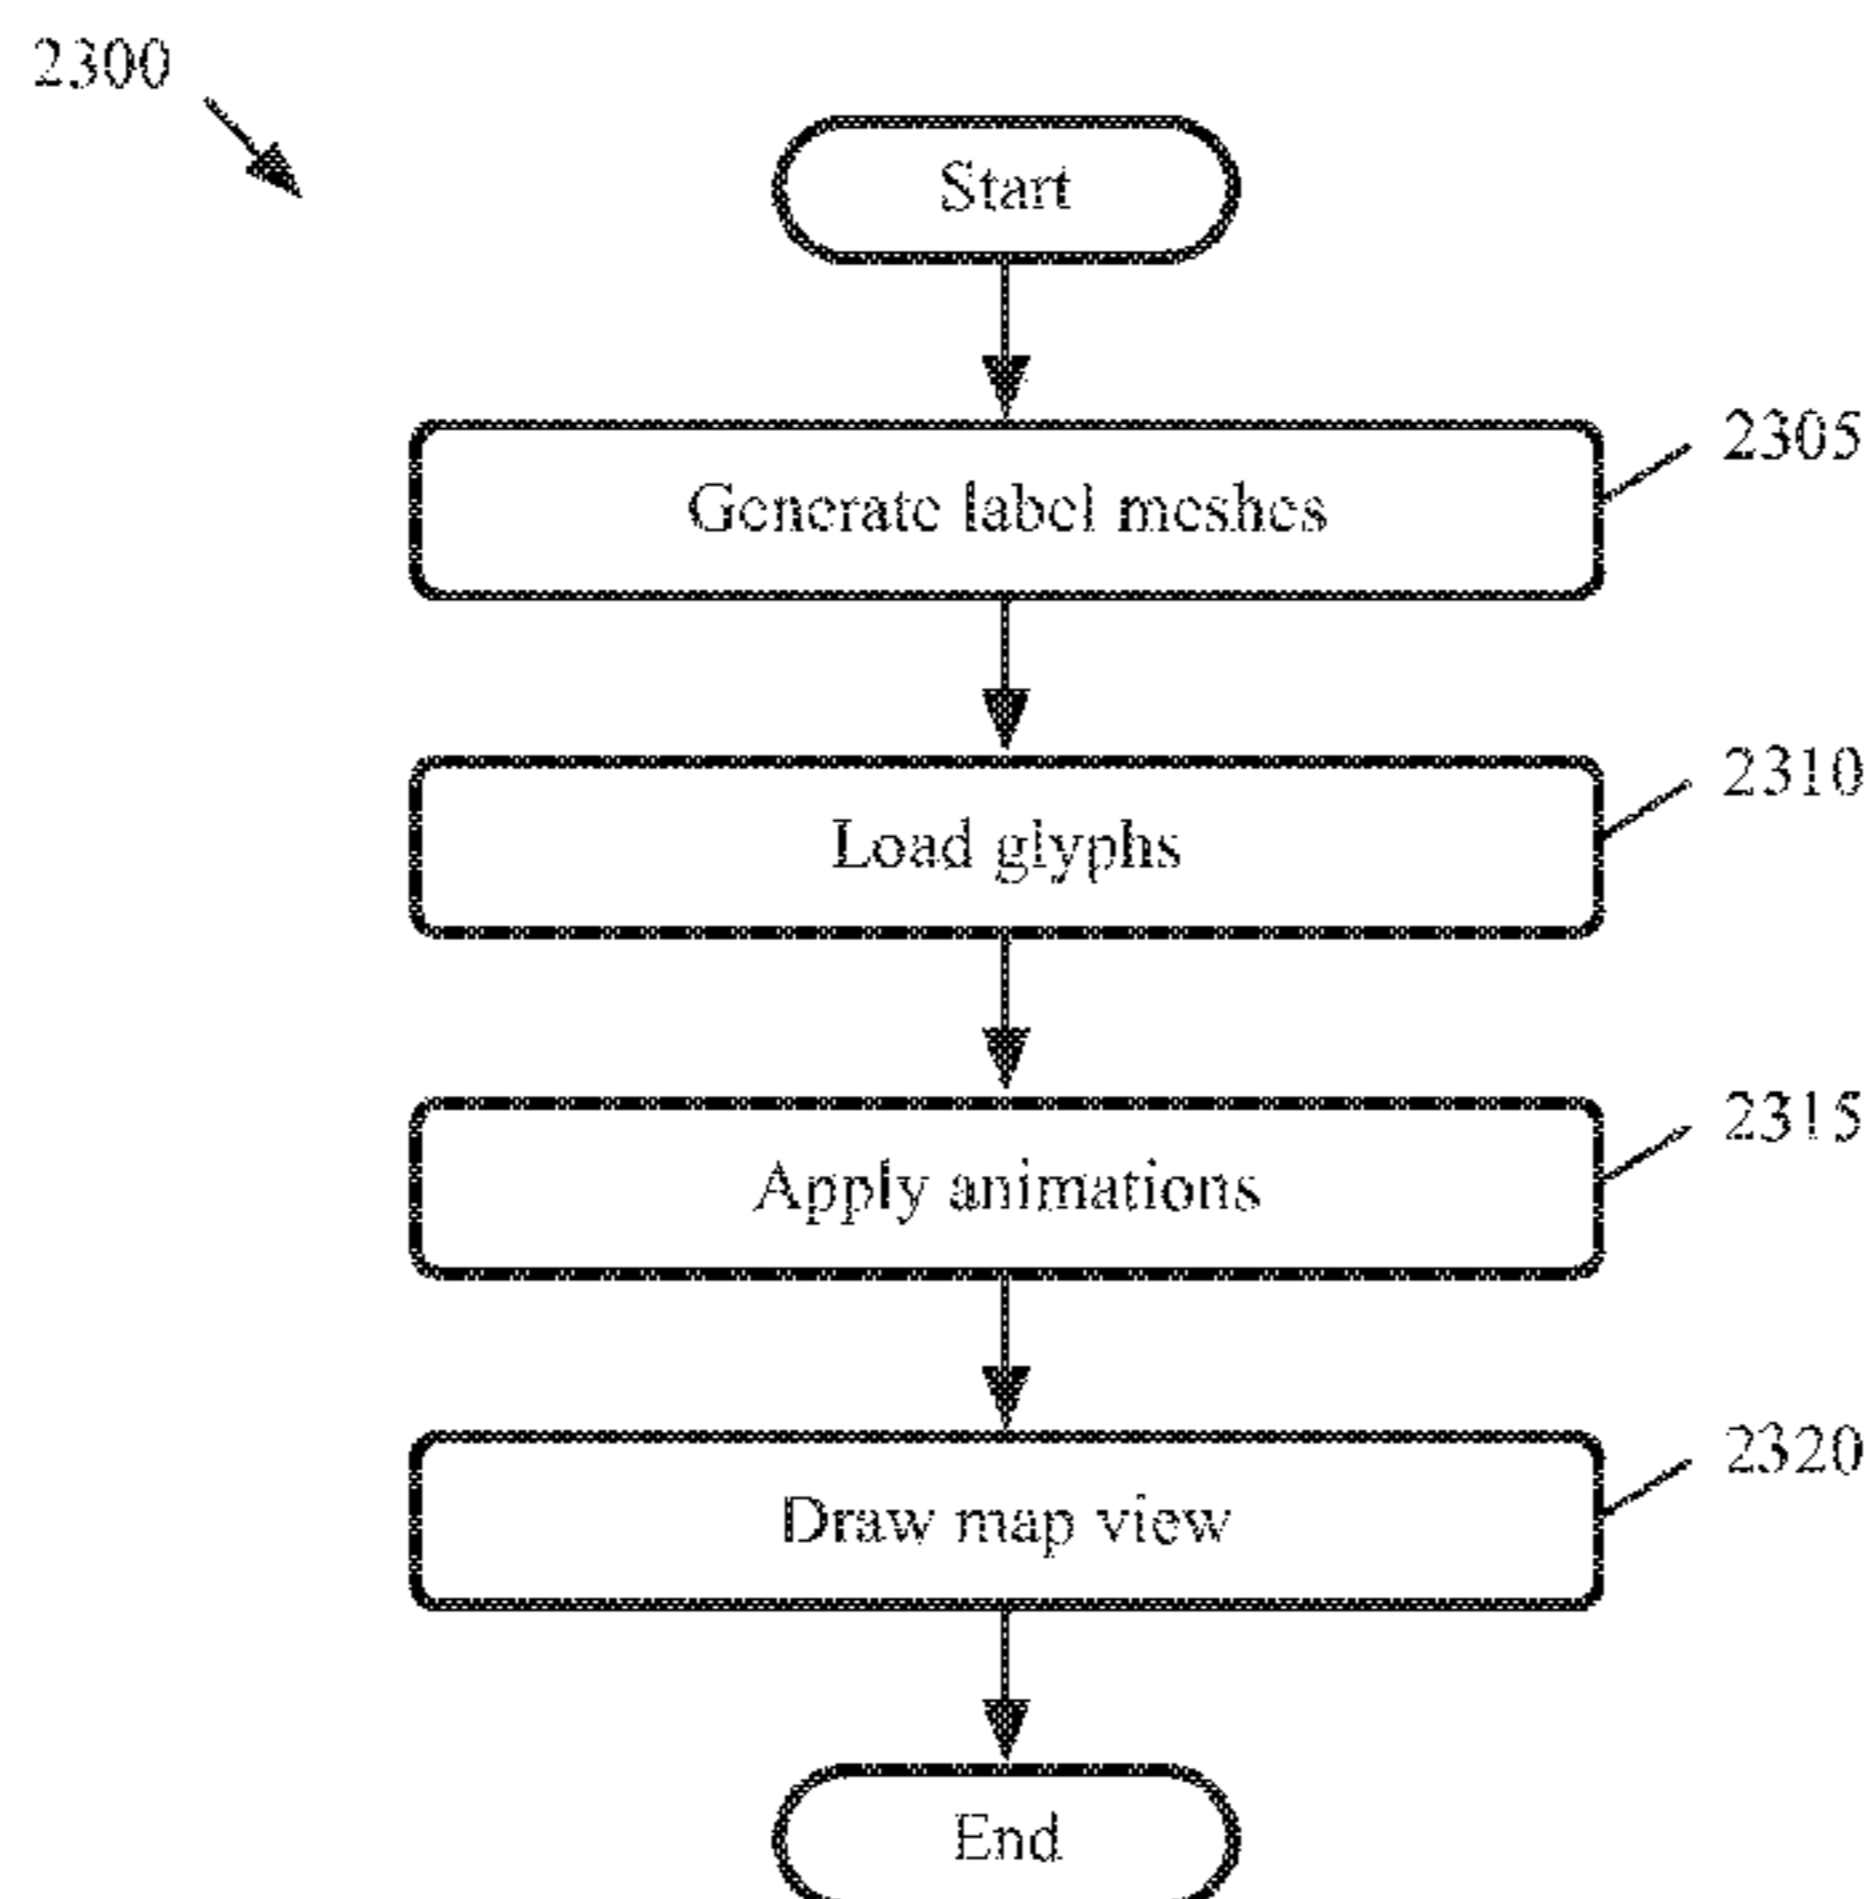 2300
Start
Generate label meshes
2305
Load glyphs
2310
Apply animations
2315
Draw map view
2320
End